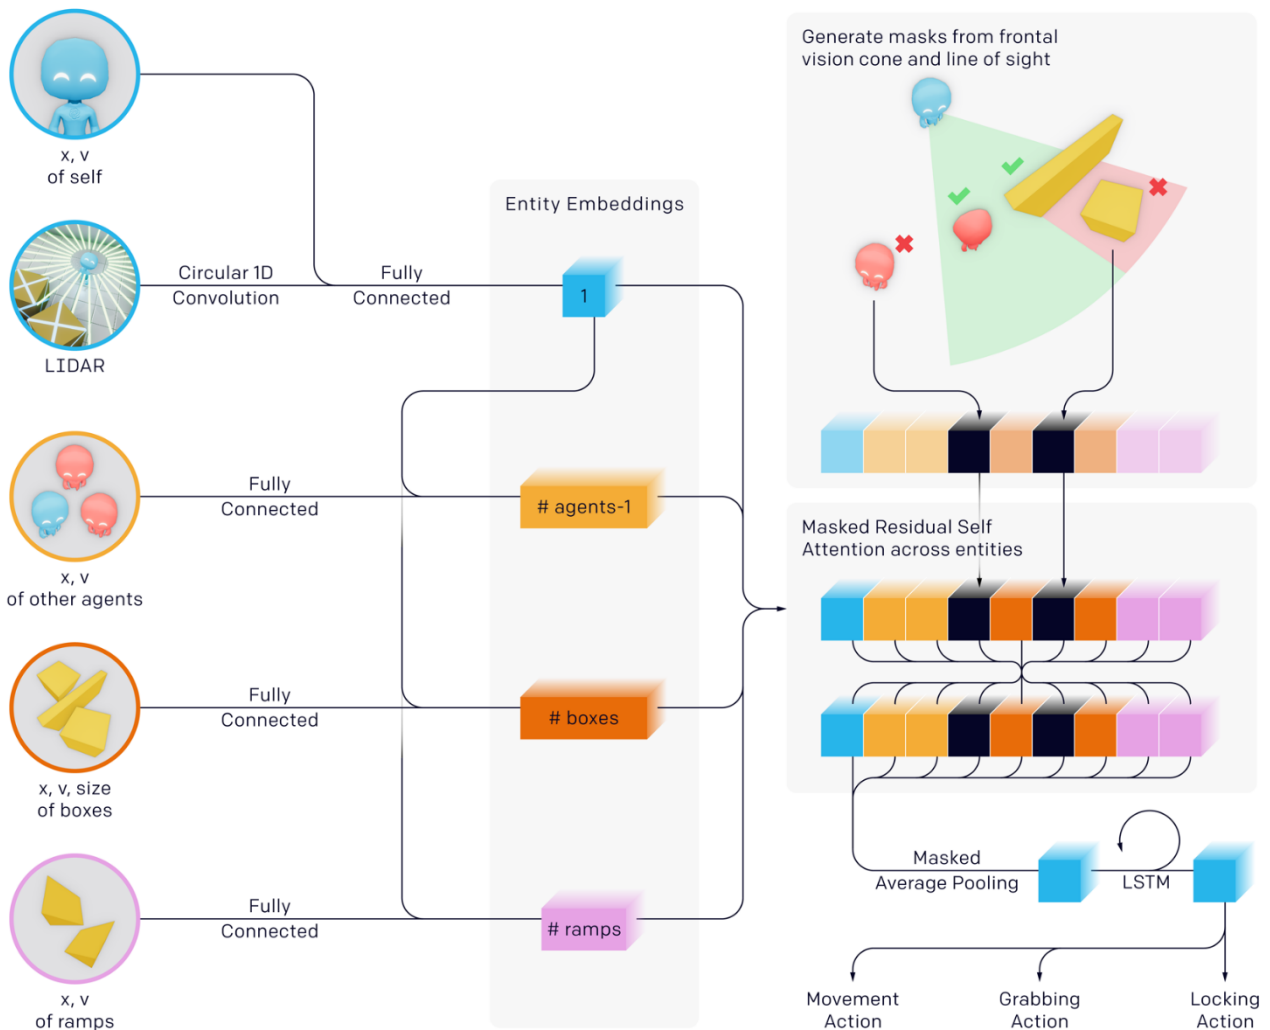 x, v
of self
Circular 1D
Convolution
Fully
Connected
LIDAR
Fully
Connected
x, v
of other agents
Fully
Connected
x, v, size
of boxes
Fully
Connected
x, v
of ramps
Entity Embeddings
1
# agents-1
# boxes
# ramps
Generate masks from frontal
vision cone and line of sight
Masked Residual Self
Attention across entities
Masked
Average Pooling
LSTM
Movement
Action
Grabbing
Action
Locking
Action